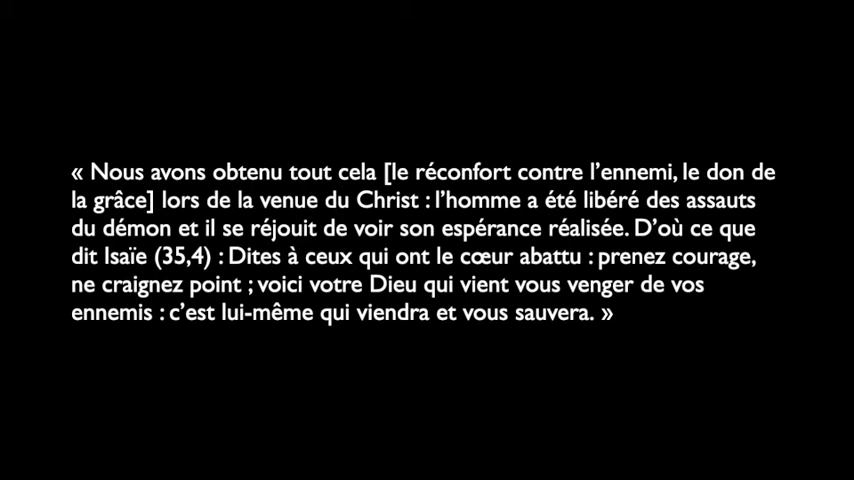 « Nous avons obtenu tout cela [le réconfort contre l’ennemi, le don de
la grâce] lors de la venue du Christ : l’homme a été libéré des assauts
du démon et il se réjouit de voir son espérance réalisée. D’où ce que
dit Isaïe (35,4) : Dites à ceux qui ont le cœur abattu : prenez courage,
ne craignez point ; voici votre Dieu qui vient vous venger de vos
ennemis : c’est lui-même qui viendra et vous sauvera. »